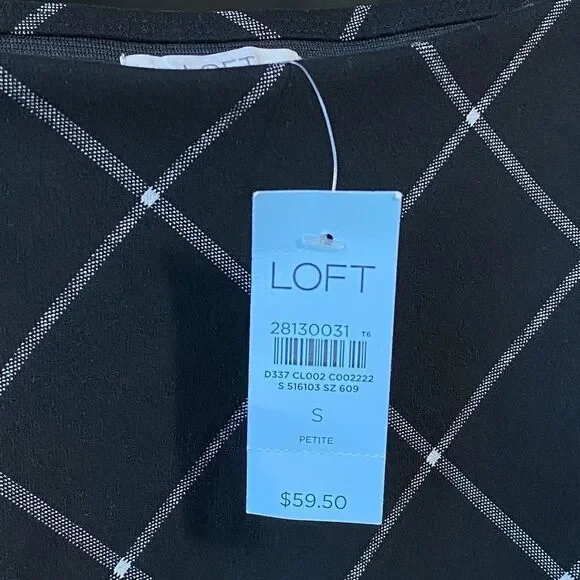 LOFT
LOFT
28130031 T6
D337 CL002 C002222
S 516103 SZ 609
S
PETITE
$59.50